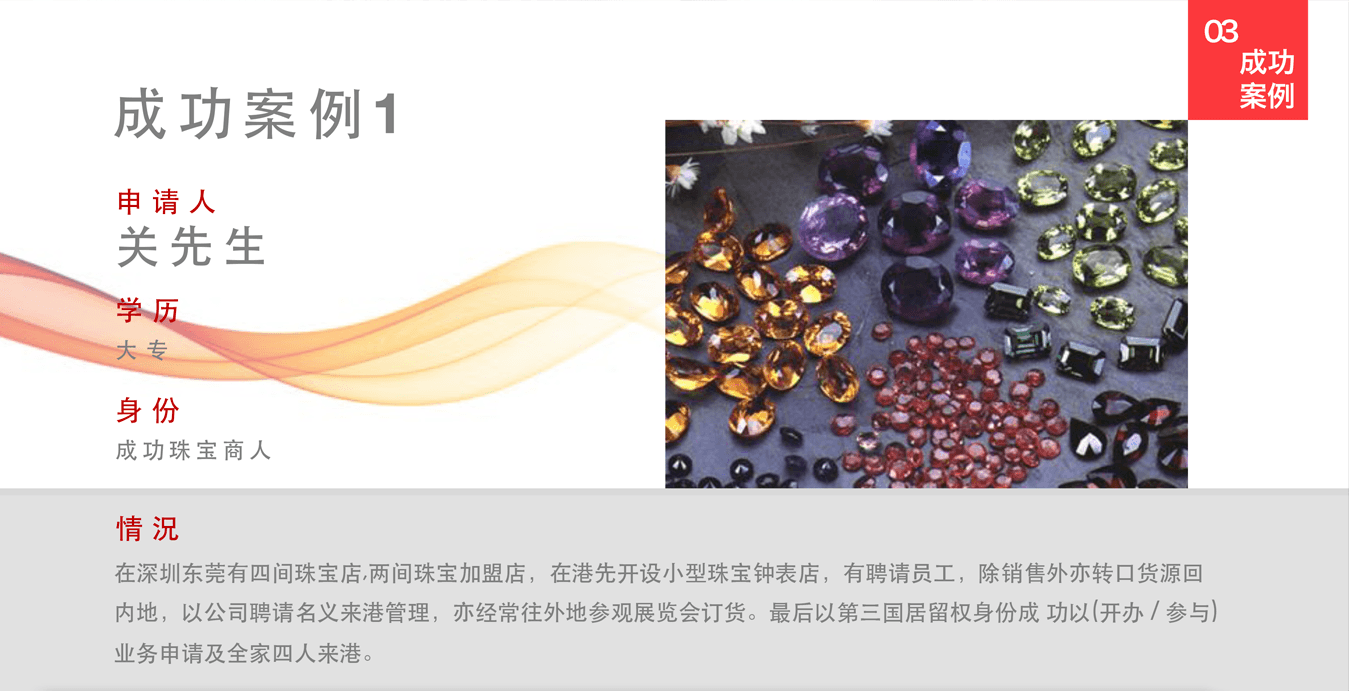 03
成功
案例
成功案例1
申请人
关先生
学历
大专
身份
成功珠宝商人
情况
在深圳东莞有四间珠宝店,两间珠宝加盟店，在港先开设小型珠宝钟表店，有聘请员工，除销售外亦转口货源回
内地，以公司聘请名义来港管理，亦经常往外地参观展览会订货。最后以第三国居留权身份成 功以(开办 / 参与)
业务申请及全家四人来港。